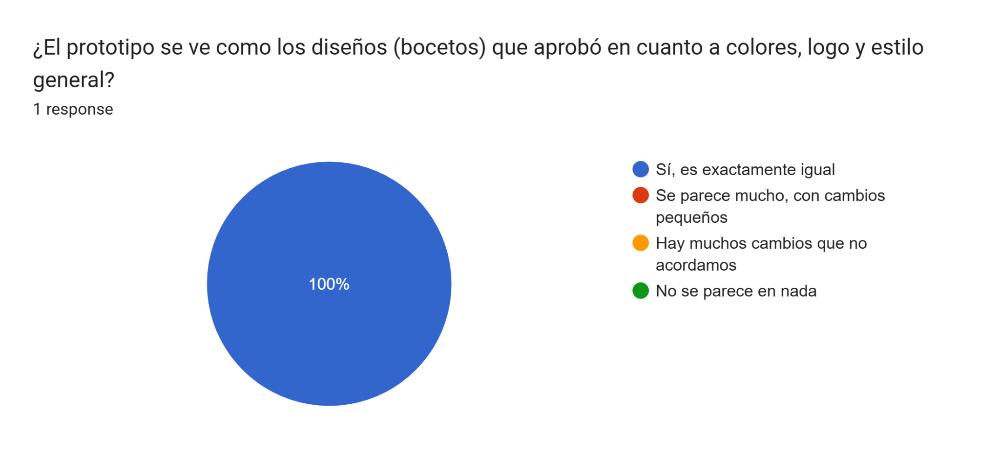 ¿El prototipo se ve como los diseños (bocetos) que aprobó en cuanto a colores, logo y estilo
general?
1 response
100%
Sí, es exactamente igual
Se parece mucho, con cambios
pequeños
Hay muchos cambios que no
acordamos
No se parece en nada